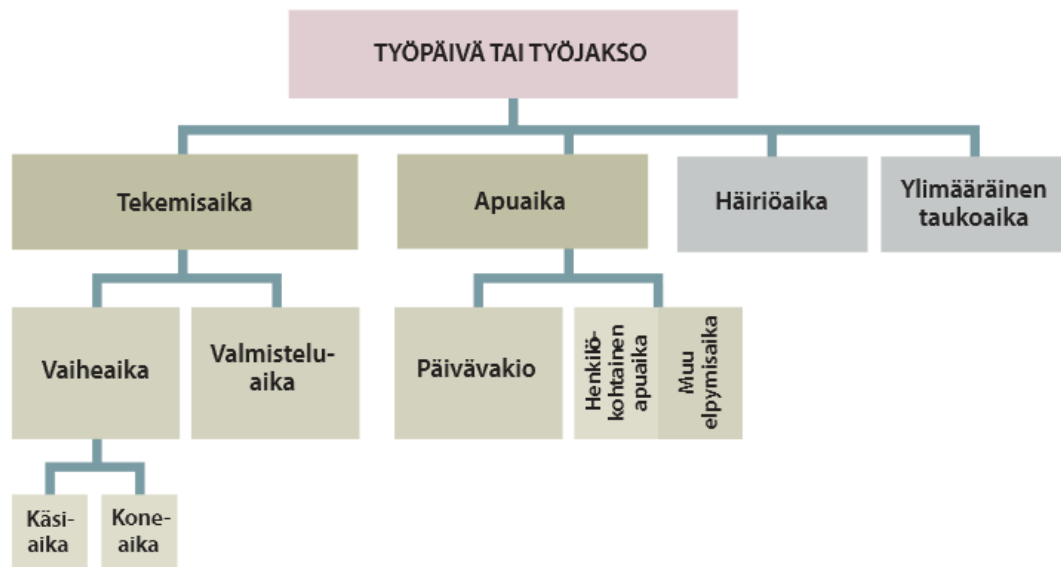 TYÖPÄIVÄ TAI TYÖJAKSO
Tekemisaika
Apuaika
Häiriöaika
Ylimääräinen
taukoaika
Vaiheaika
Valmistelu-
aika
Päivävakio
Henkilö-
kohtainen
apuaika
Muu
elpymisaika
Käsi-
aika
Kone-
aika